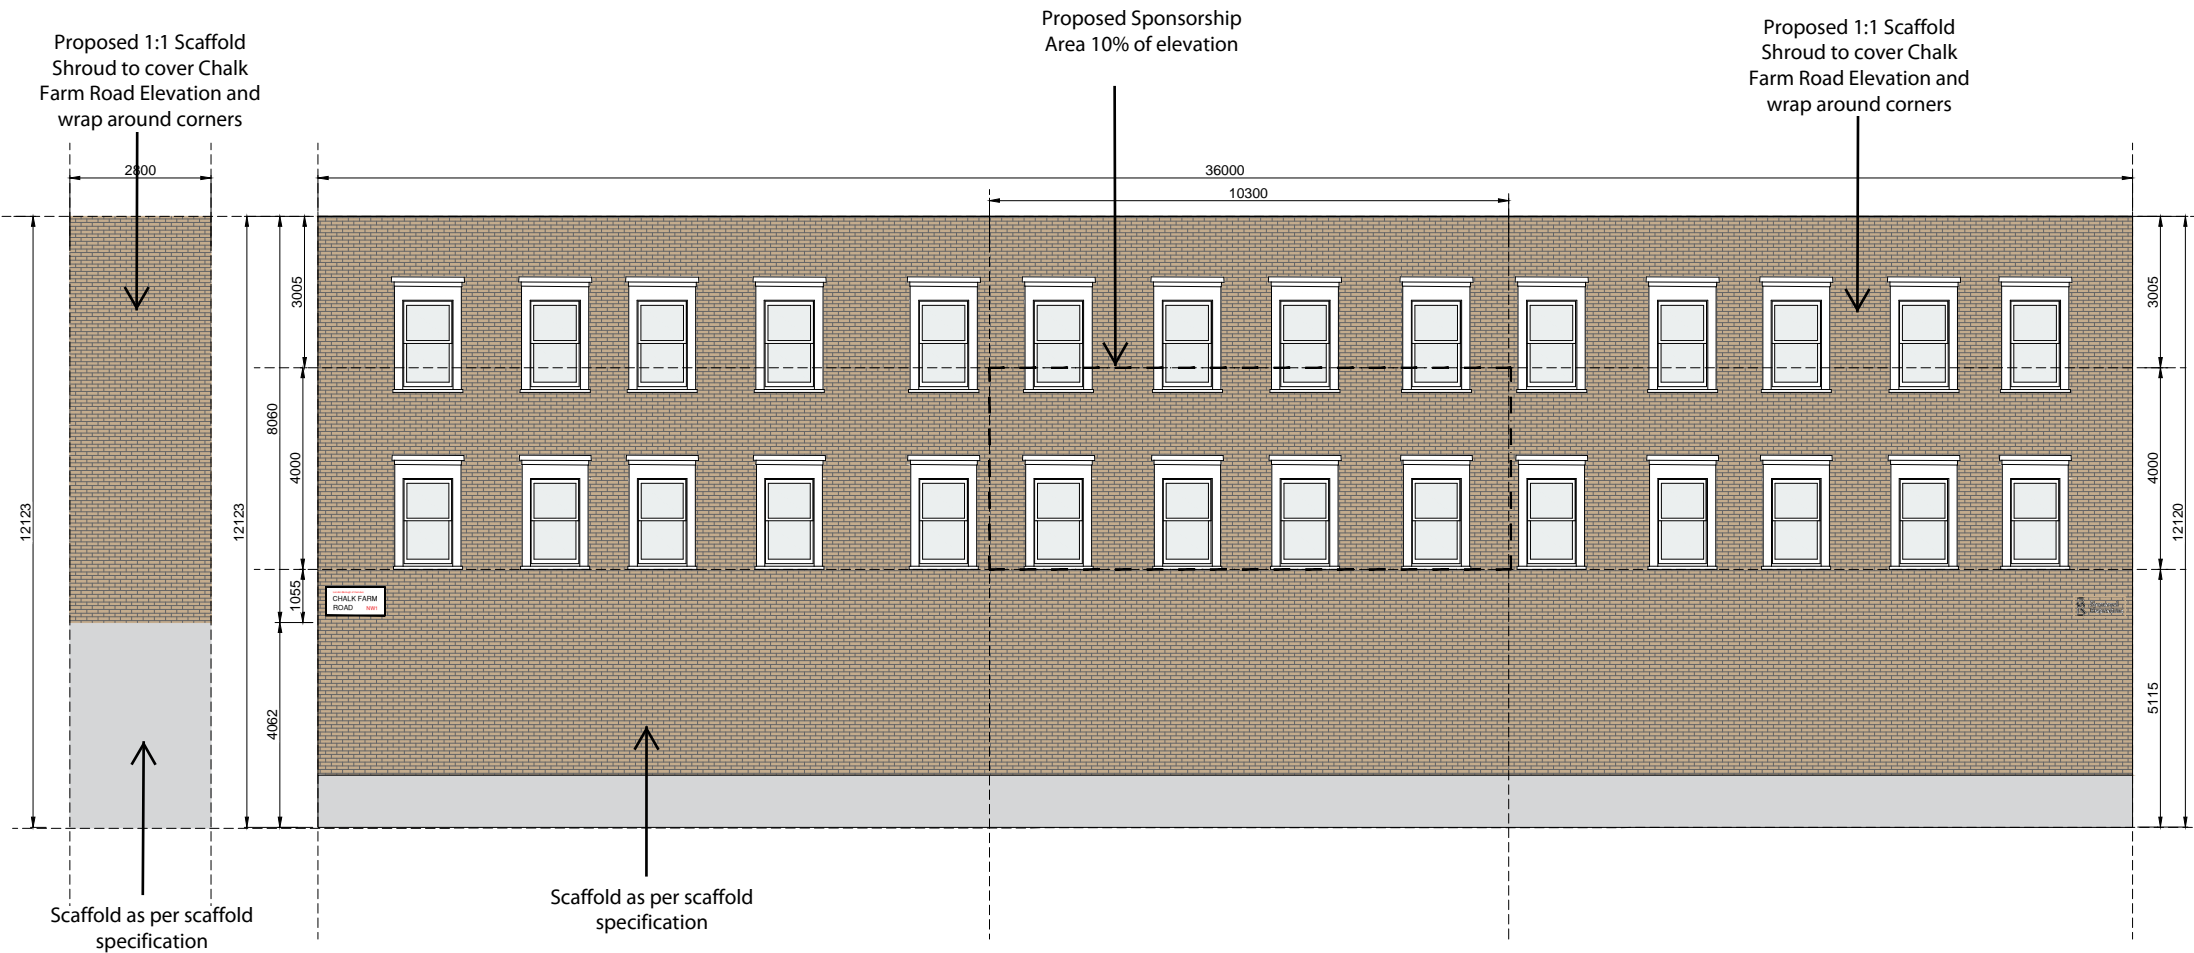 Proposed 1:1 Scaffold
Shroud to cover Chalk
Farm Road Elevation and
wrap around corners
Proposed Sponsorship
Area 10% of elevation
Proposed 1:1 Scaffold
Shroud to cover Chalk
Farm Road Elevation and
wrap around corners
2800
36000
10300
12123
12123
3005
8060
4000
1055
4062
CHALK FARM
ROAD NW1
3005
4000
12120
5115
Scaffold as per scaffold
specification
Scaffold as per scaffold
specification